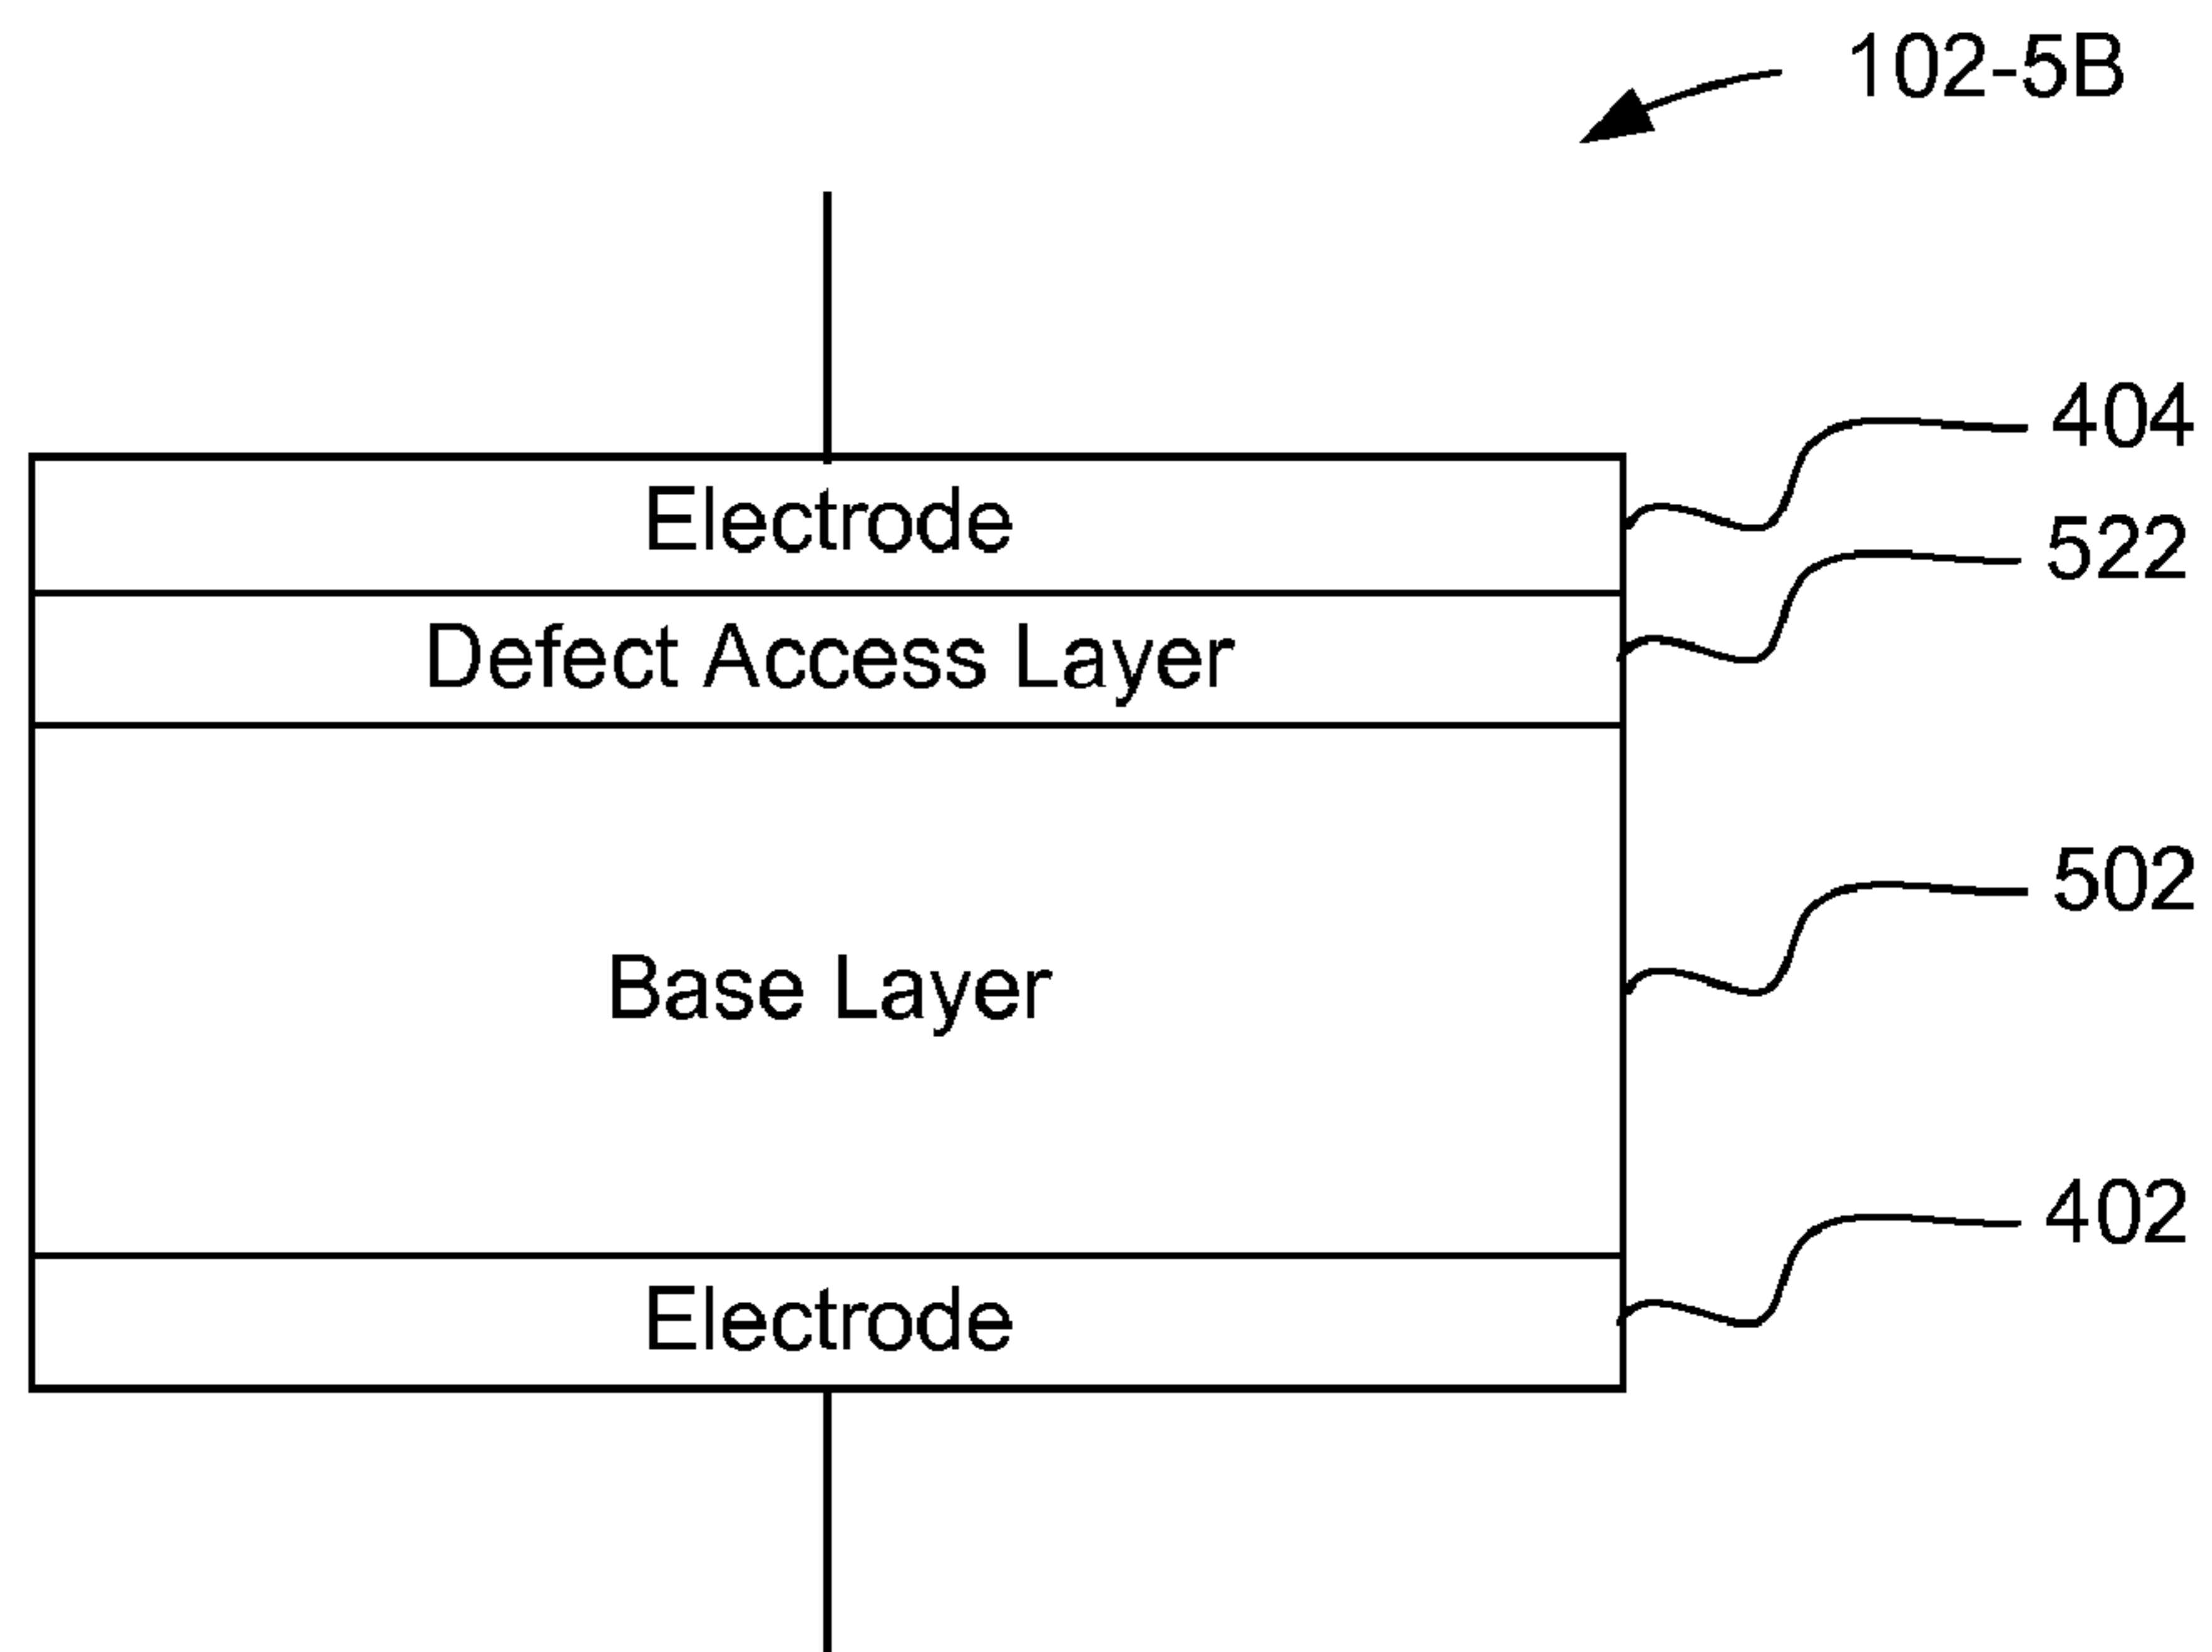 102-5B
404
Electrode
522
Defect Access Layer
502
Base Layer
402
Electrode